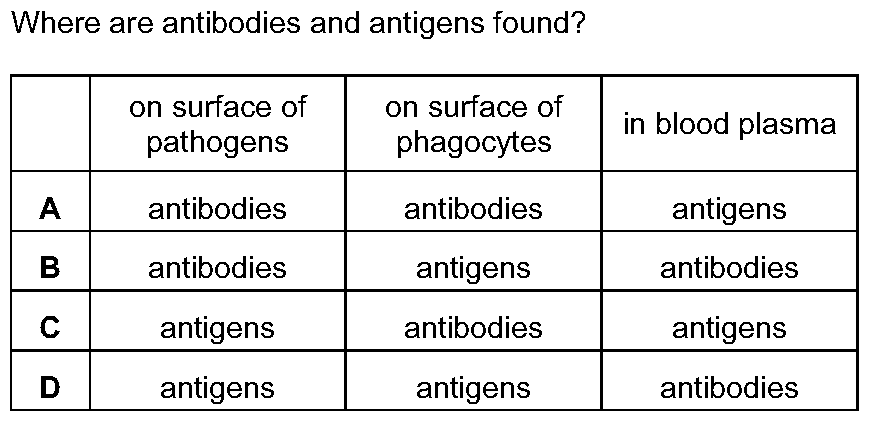 Where are antibodies and antigens found?
on surface of pathogens on surface of phagocytes in blood plasma
A antibodies antibodies antigens
B antibodies antigens antibodies
C antigens antibodies antigens
D antigens antigens antibodies